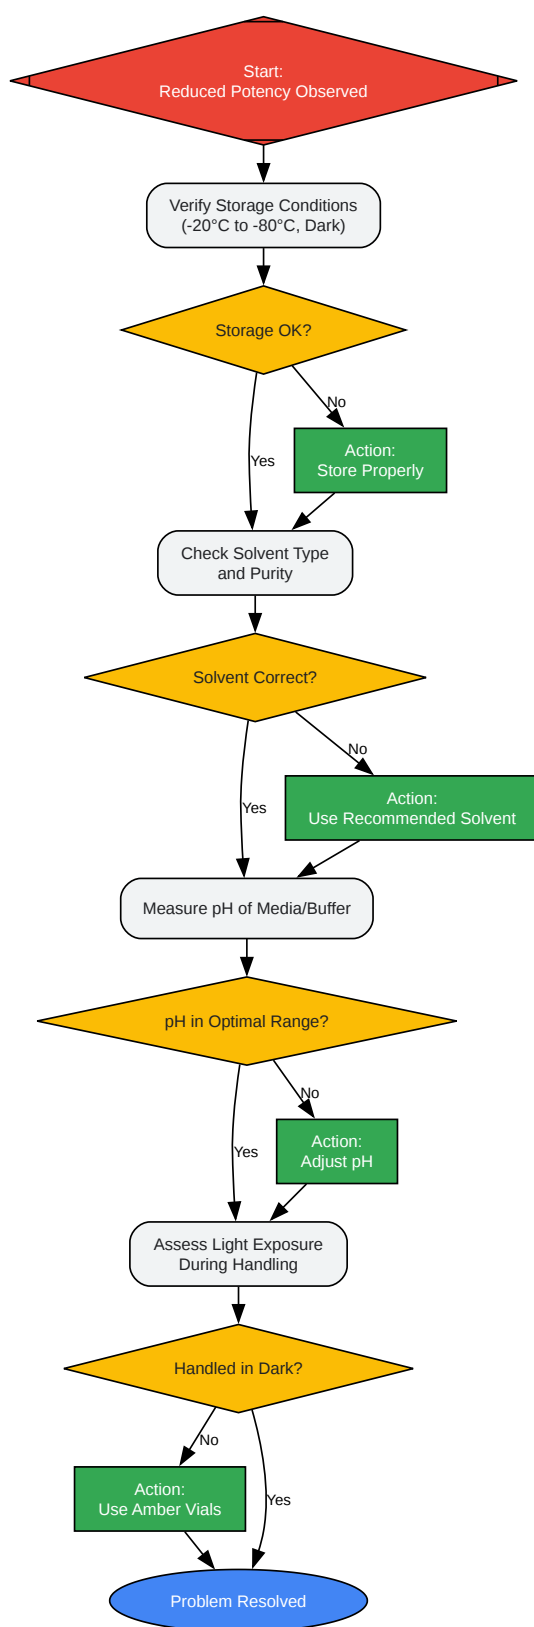 Start:
Reduced Potency Observed
Verify Storage Conditions
(-20°C to -80°C, Dark)
Storage OK?
No
Action:
Store Properly
Yes
Check Solvent Type
and Purity
Solvent Correct?
No
Action:
Use Recommended Solvent
Yes
Measure pH of Media/Buffer
pH in Optimal Range?
No
Action:
Adjust pH
Yes
Assess Light Exposure
During Handling
Handled in Dark?
No
Action:
Use Amber Vials
Yes
Problem Resolved